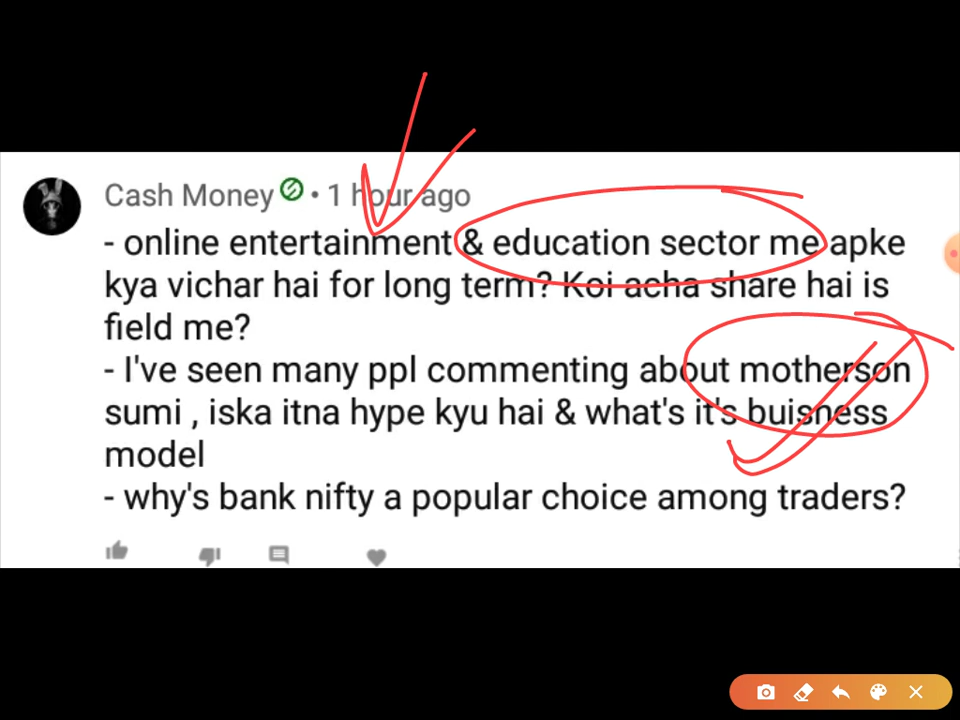 Cash Money • 1 hour ago
- online entertainment & education sector me apke
kya vichar hai for long term? Koi acha share hai is
field me?
- I've seen many ppl commenting about motherson
sumi , iska itna hype kyu hai & what's it's buisness
model
- why's bank nifty a popular choice among traders?